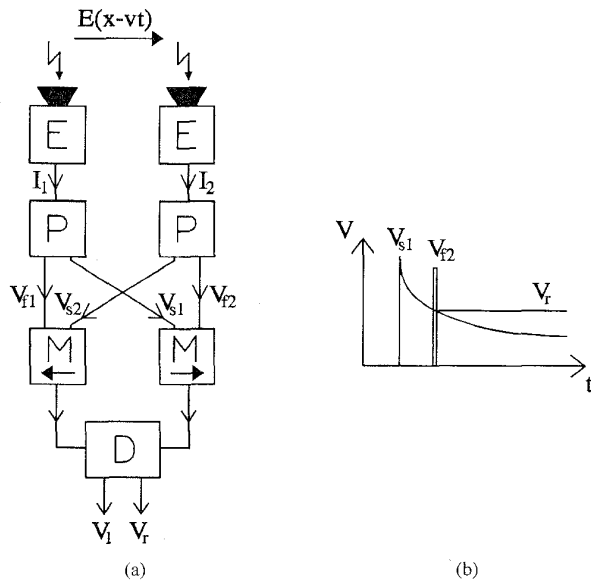 E(x-vt)
E E
I1 I2
P P
Vf1 Vs2 Vs1 Vf2
M M
D
Vl Vr
(a)
V Vs1 Vf2
Vr
t
(b)